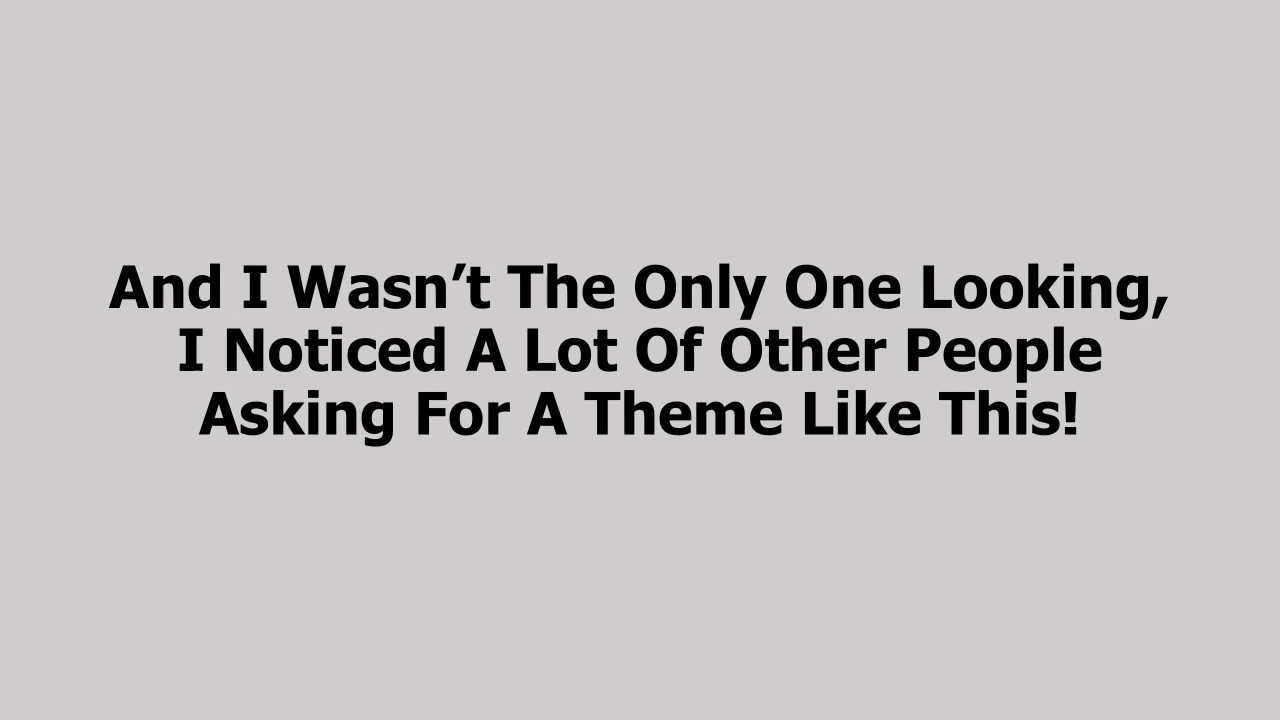 And I Wasn’t The Only One Looking,
I Noticed A Lot Of Other People
Asking For A Theme Like This!